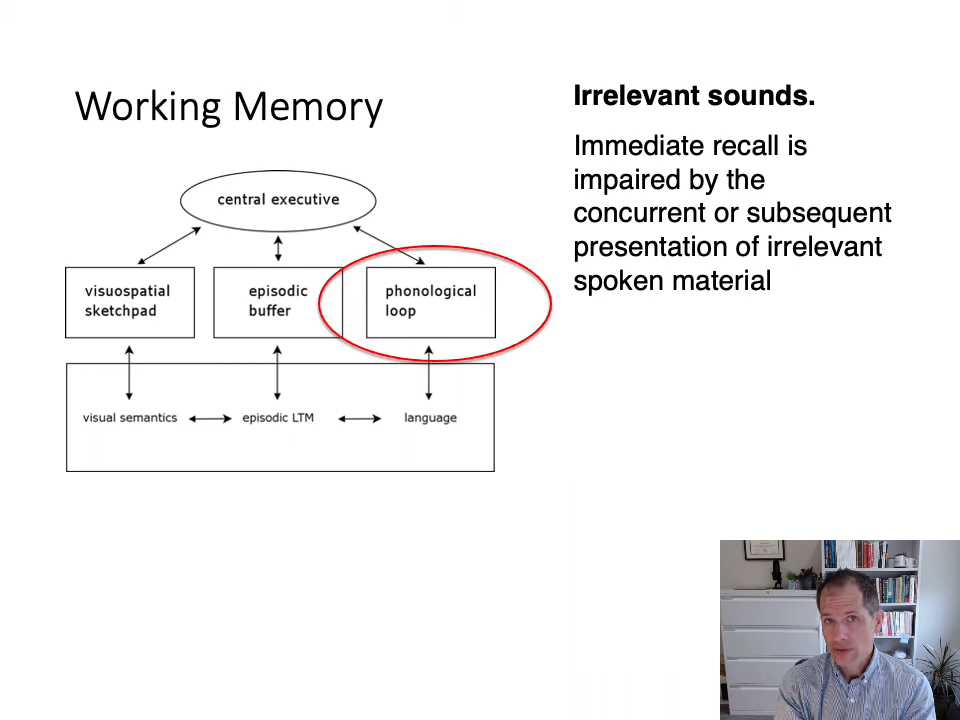 Working Memory
central executive
visuospatial
sketchpad
episodic
buffer
phonological
loop
visual semantics
episodic LTM
language
Irrelevant sounds.
Immediate recall is
impaired by the
concurrent or subsequent
presentation of irrelevant
spoken material